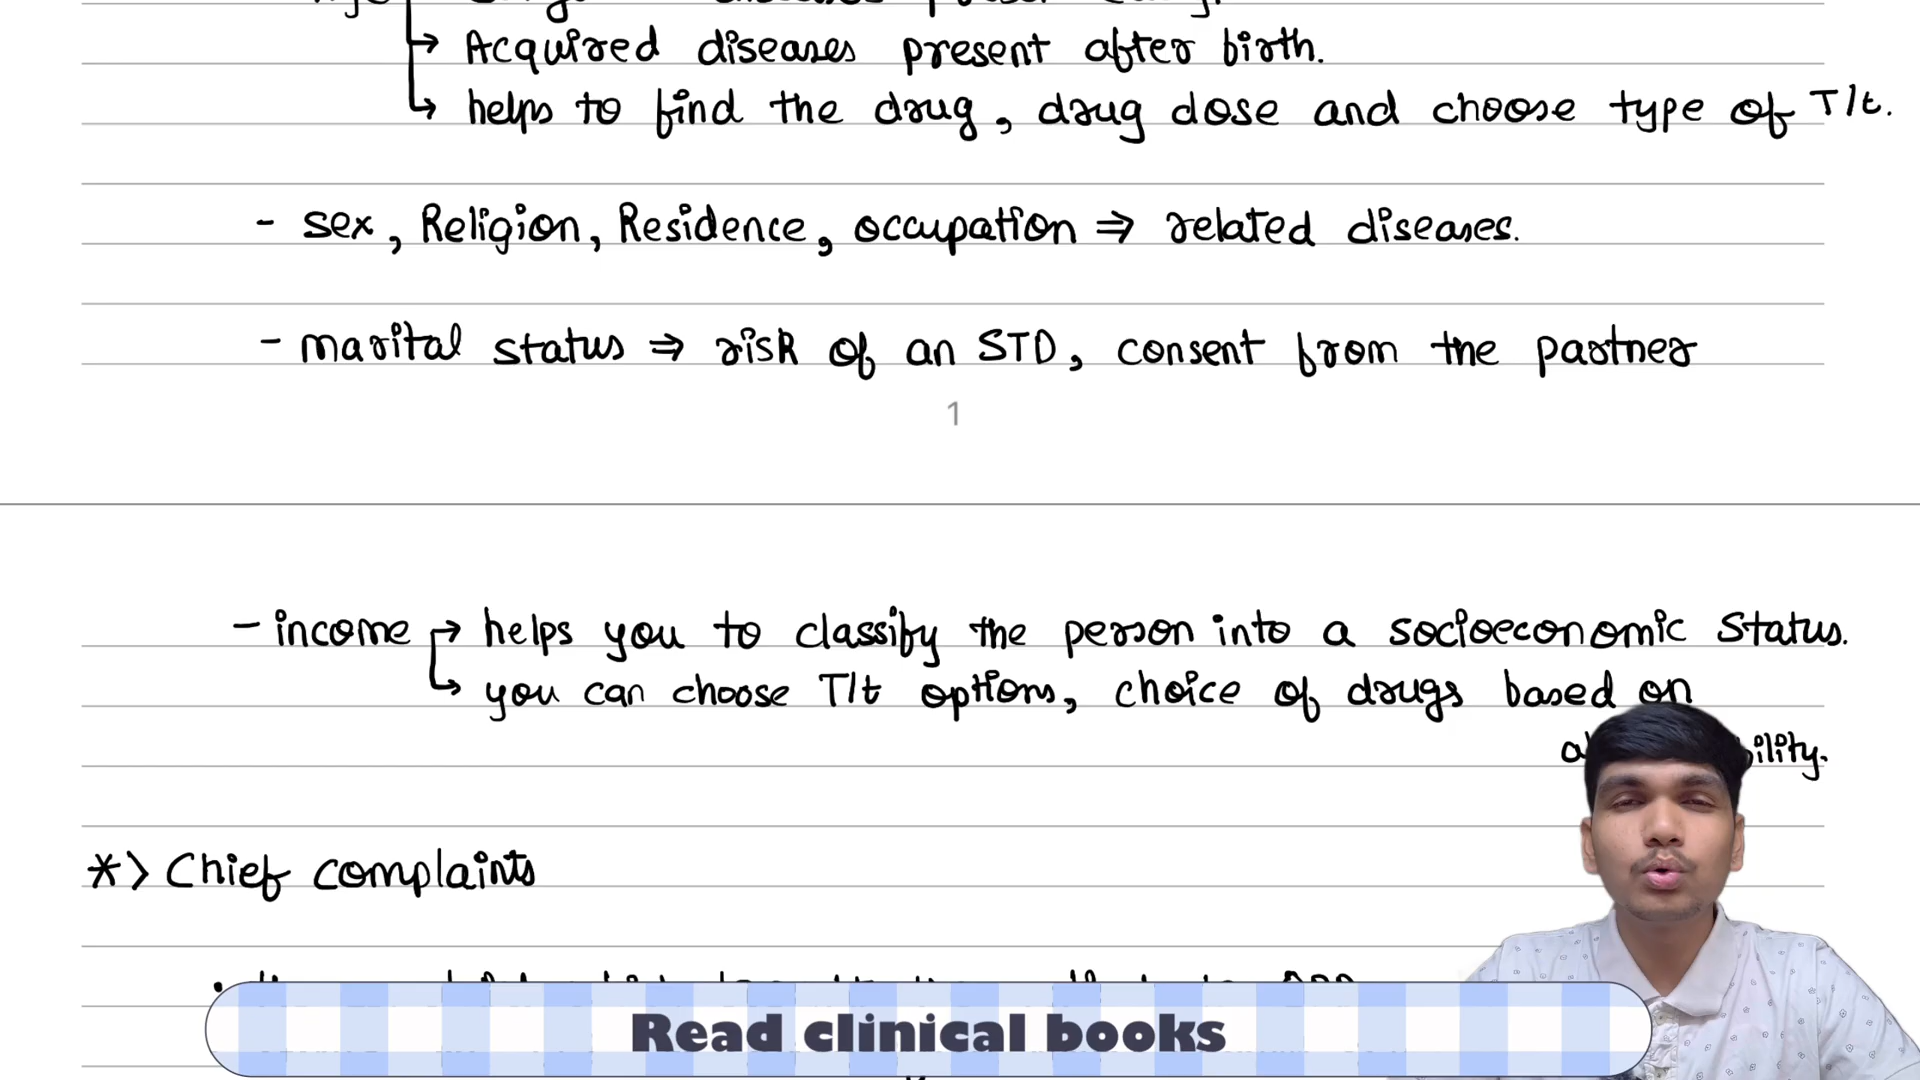 diseases
→ Acquired diseases present after birth.
→ helps to find the drug, drug dose and choose type of T/t.
- sex, Religion, Residence, occupation ⇒ related diseases.
- marital status ⇒ risk of an STD, consent from the partner
1
- income → helps you to classify the person into a socioeconomic status.
→ you can choose T/t options, choice of drugs based on
*> Chief complaints
Read clinical books